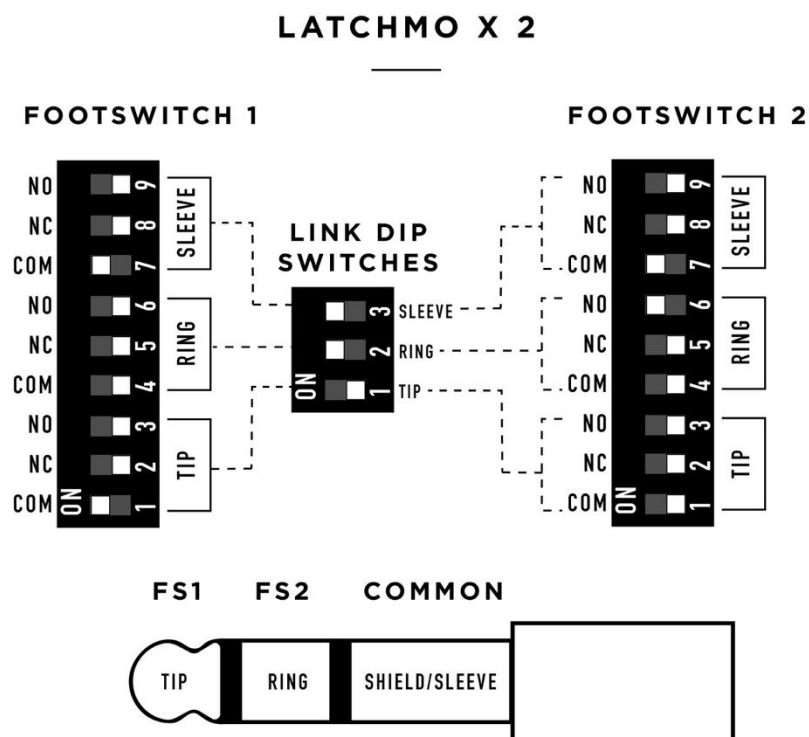 LATCHMO X 2
FOOTSWITCH 1
NO
NC
COM
NO
NC
COM
NO
NC
COM
ON
9
8
7
6
5
4
3
2
1
SLEEVE
RING
TIP
LINK DIP
SWITCHES
ON
3 SLEEVE
2 RING
1 TIP
FOOTSWITCH 2
NO
NC
COM
NO
NC
COM
NO
NC
COM
ON
9
8
7
6
5
4
3
2
1
SLEEVE
RING
TIP
FS1 FS2 COMMON
TIP RING SHIELD/SLEEVE